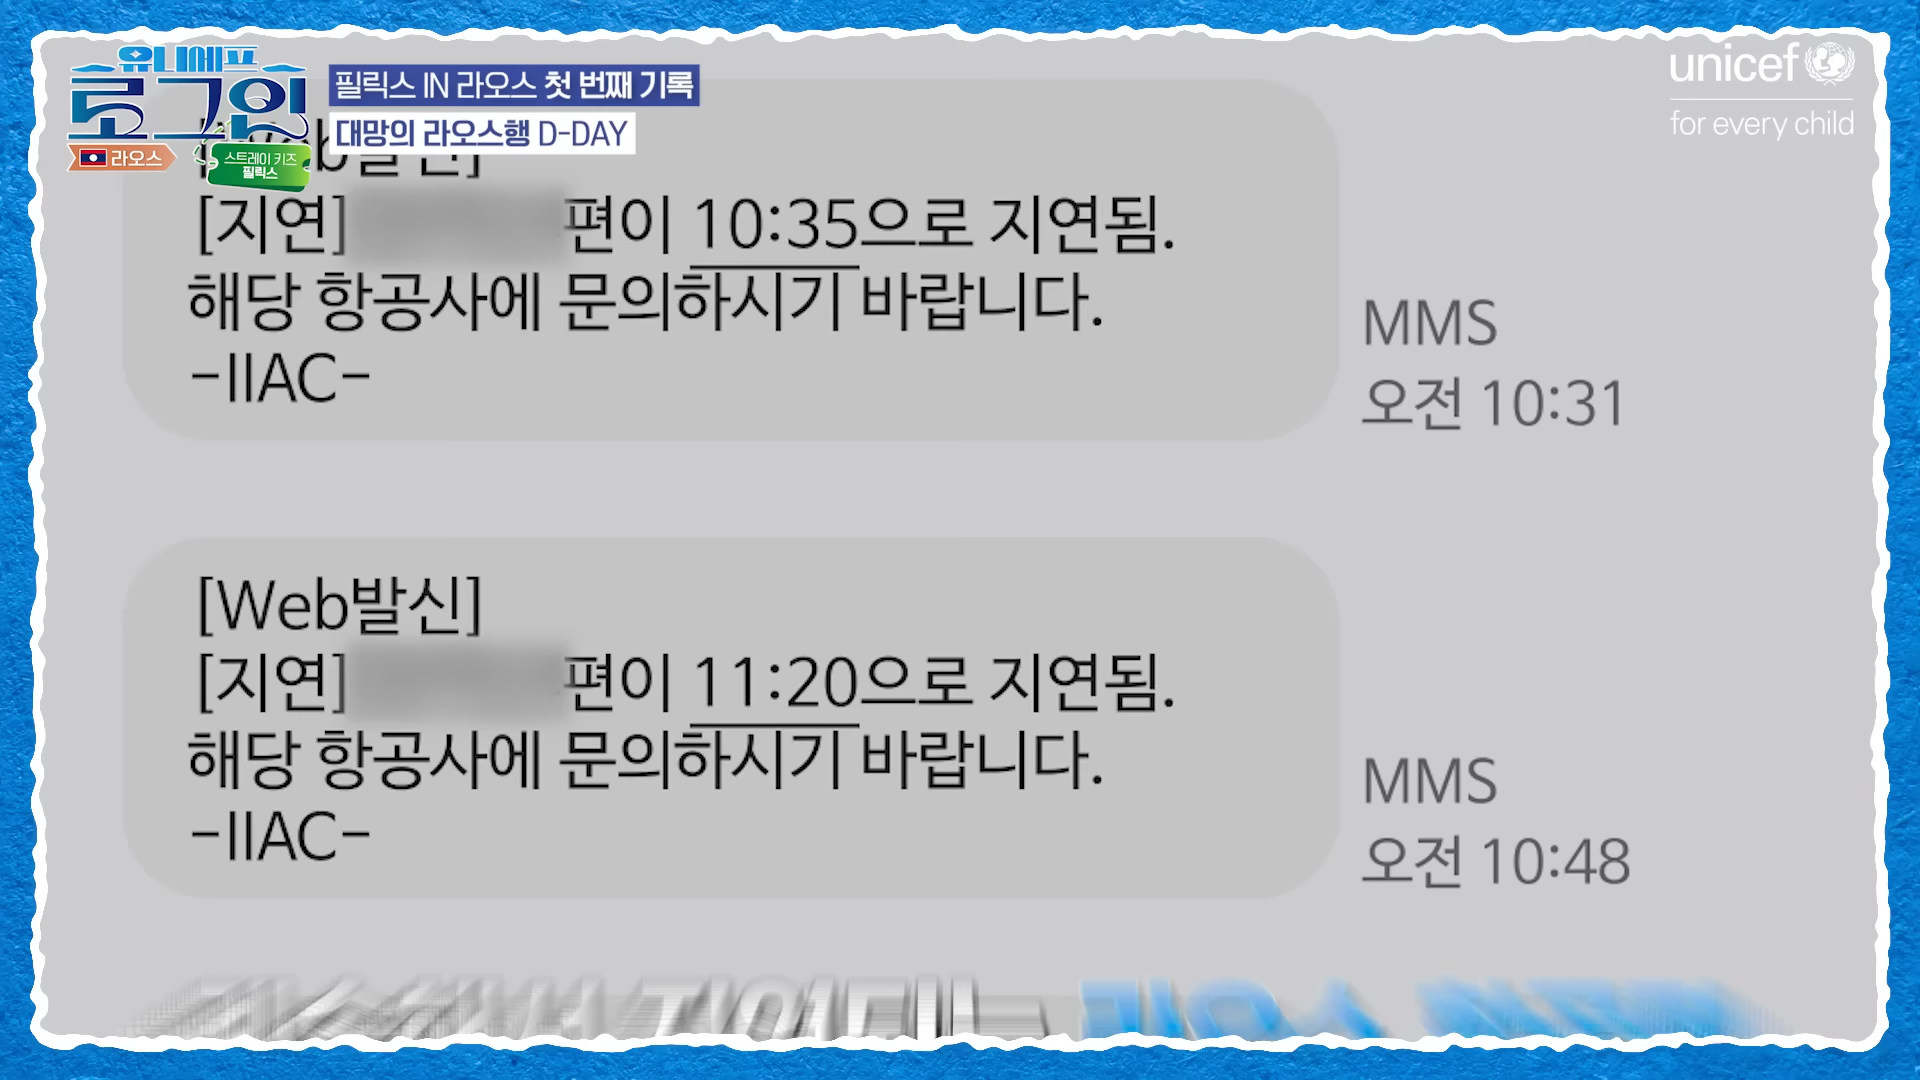 유니세프
로그인
라오스
스트레이 키즈
필릭스
필릭스 IN 라오스 첫 번째 기록
대망의 라오스행 D-DAY
unicef
for every child
[Web발신]
[지연] 편이 10:35으로 지연됨.
해당 항공사에 문의하시기 바랍니다.
-IIAC-
MMS
오전 10:31
[Web발신]
[지연] 편이 11:20으로 지연됨.
해당 항공사에 문의하시기 바랍니다.
-IIAC-
MMS
오전 10:48